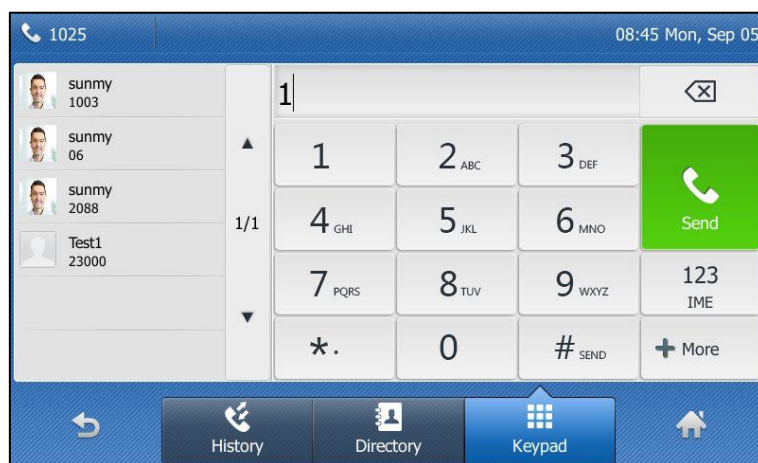 1025
08:45 Mon, Sep 05
sunmy
1003
sunmy
06
sunmy
2088
Test1
23000
1/1
1
1
2 ABC
3 DEF
Send
4 GHI
5 JKL
6 MNO
7 PQRS
8 TUV
9 WXYZ
123
IME
*.
0
# SEND
+ More
History
Directory
Keypad